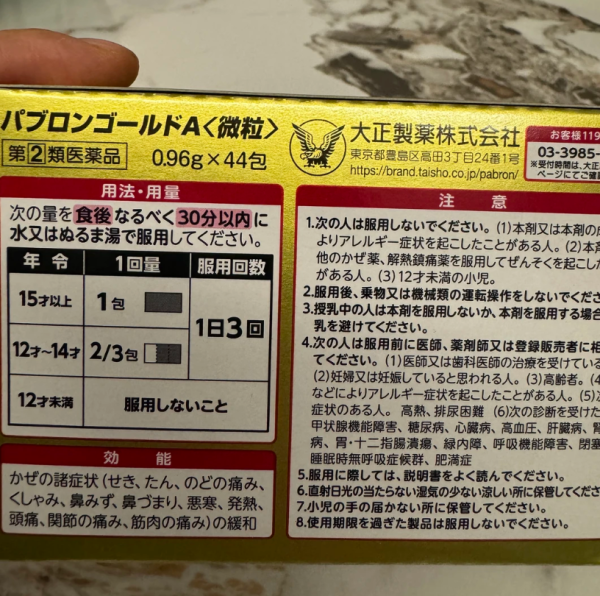 パブロンゴールドA〈微粒〉
指②類医薬品 0.96g×44包
大正製薬株式会社
東京都豊島区高田3丁目24番1号
https://brand.taisho.co.jp/pabron/
お客様119
03-3985-
※受付時間は、大正
ページにてご確認
用法・用量
次の量を食後なるべく30分以内に
水又はぬるま湯で服用してください。
年令 1回量 服用回数
15才以上 1包
1日3回
12才~14才 2/3包
12才未満 服用しないこと
効能
かぜの諸症状(せき、たん、のどの痛み、
くしゃみ、鼻みず、鼻づまり、悪寒、発熱、
頭痛、関節の痛み、筋肉の痛み)の緩和
注意
1.次の人は服用しないでください。(1)本剤又は本剤の
よりアレルギー症状を起こしたことがある人。(2)本
他のかぜ薬、解熱鎮痛薬を服用してぜんそくを起こし
がある人。(3)12才未満の小児。
2.服用後、乗物又は機械類の運転操作をしないでくだ
3.授乳中の人は本剤を服用しないか、本剤を服用する場合
乳を避けてください。
4.次の人は服用前に医師、薬剤師又は登録販売者に相
てください。(1)医師又は歯科医師の治療を受けている
(2)妊婦又は妊娠していると思われる人。(3)高齢者。(4
などによりアレルギー症状を起こしたことがある人。(5)
症状のある人。 高熱、排尿困難 (6)次の診断を受けた
甲状腺機能障害、糖尿病、心臓病、高血圧、肝臓病、
病、胃・十二指腸潰瘍、緑内障、呼吸機能障害、閉塞
睡眠時無呼吸症候群、肥満症
5.服用に際しては、説明書をよく読んでください。
6.直射日光の当たらない湿気の少ない涼しい所に保管してくだ
7.小児の手の届かない所に保管してください。
8.使用期限を過ぎた製品は服用しないでください。